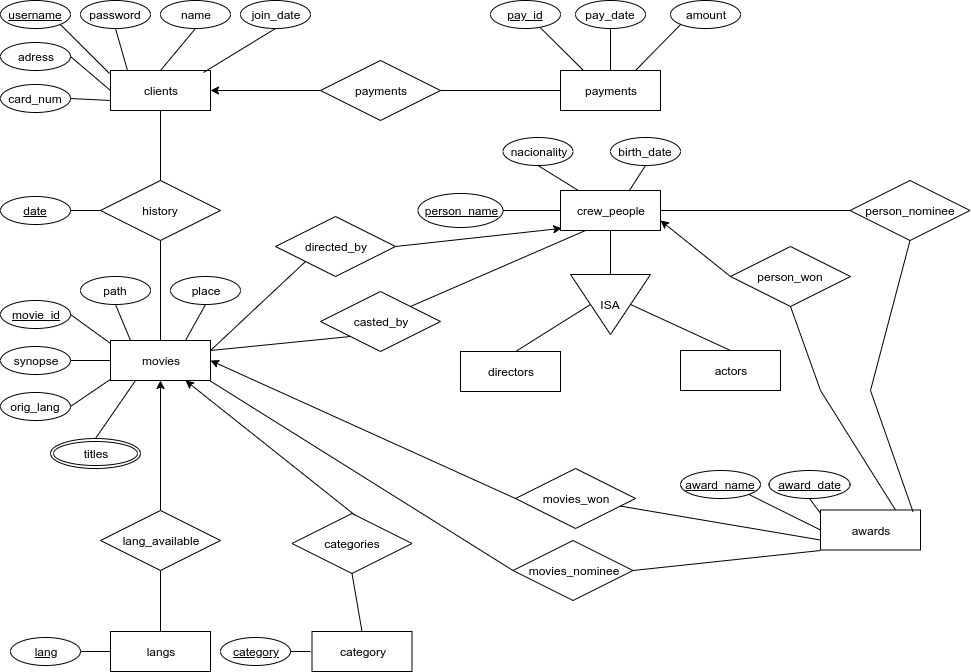 username
password
name
join_date
pay_id
pay_date
amount
adress
card_num
clients
payments
payments
nacionality
birth_date
person_name
crew_people
person_nominee
date
history
directed_by
person_won
path
place
ISA
movie_id
casted_by
synopse
movies
directors
actors
orig_lang
titles
award_name
award_date
movies_won
awards
lang_available
categories
movies_nominee
lang
langs
category
category